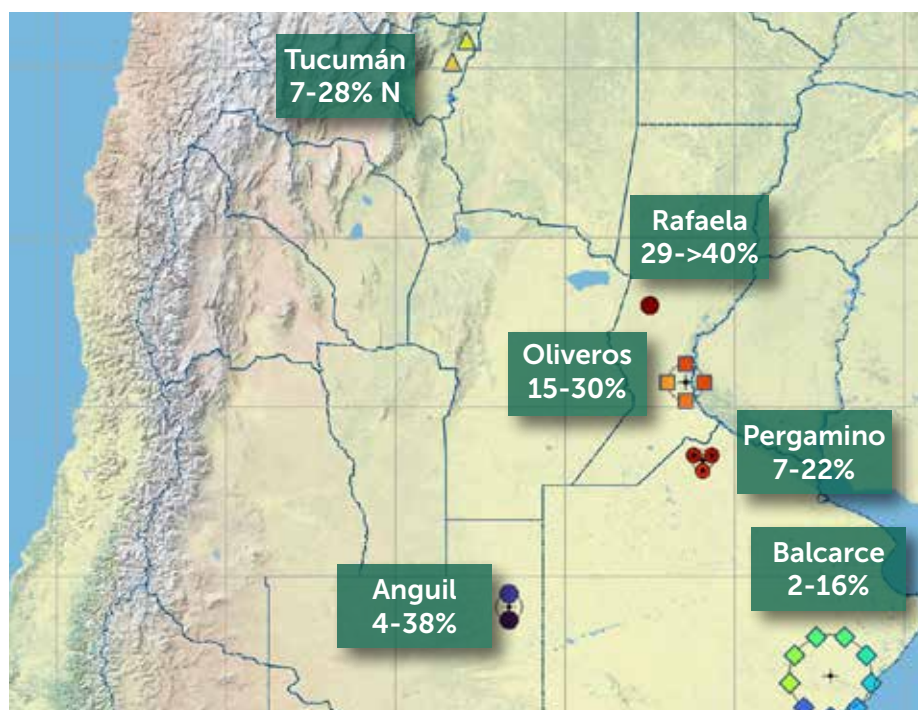 Tucumán
7-28% N
Rafaela
29->40%
Oliveros
15-30%
Pergamino
7-22%
Balcarce
2-16%
Anguil
4-38%